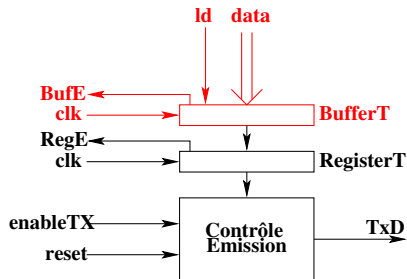 ld data
BufE
clk
BufferT
RegE
clk
RegisterT
enableTX
Contrôle
Emission
TxD
reset